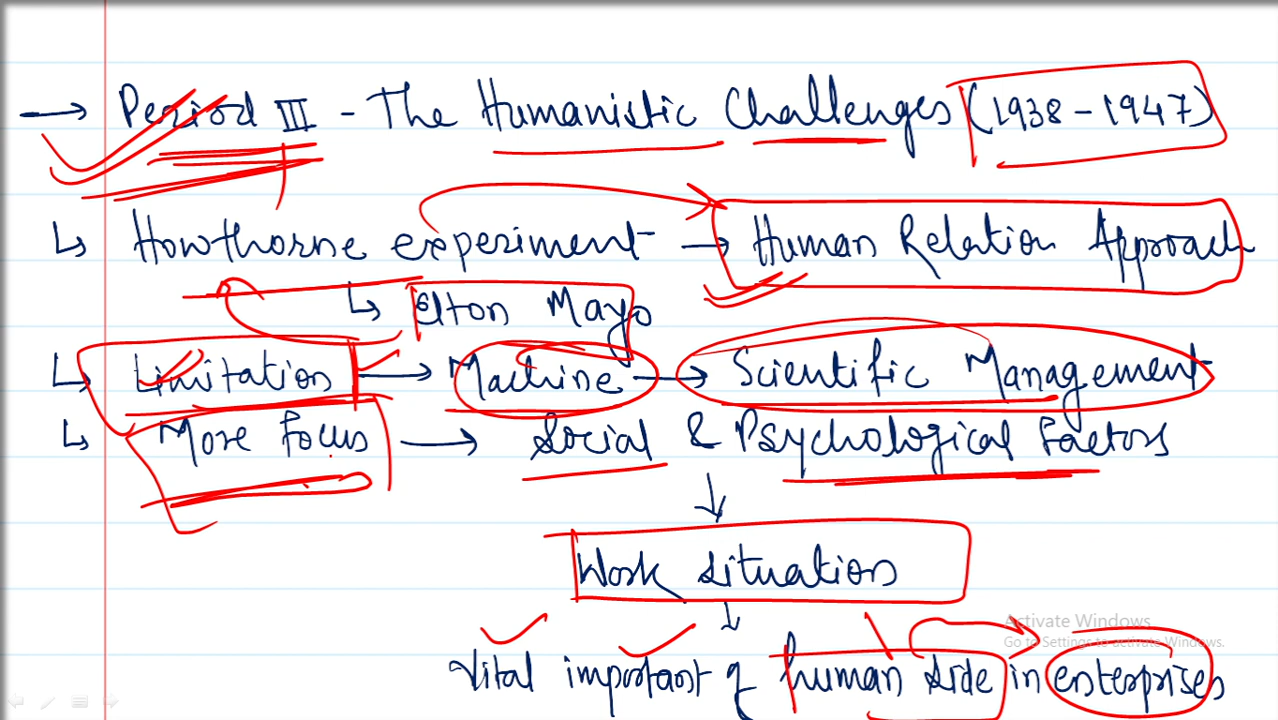 → Period III - The Humanistic Challenges (1938-1947)
↳ Howthorne experiment → Human Relation Approach
↳ Elton Mayo
↳ Limitation → Machine → Scientific Management
↳ More focus → Social & Psychological factors
↓
Work situation
↓
Activate Windows
Go to Settings to activate Windows.
Vital important of human side in enterprises